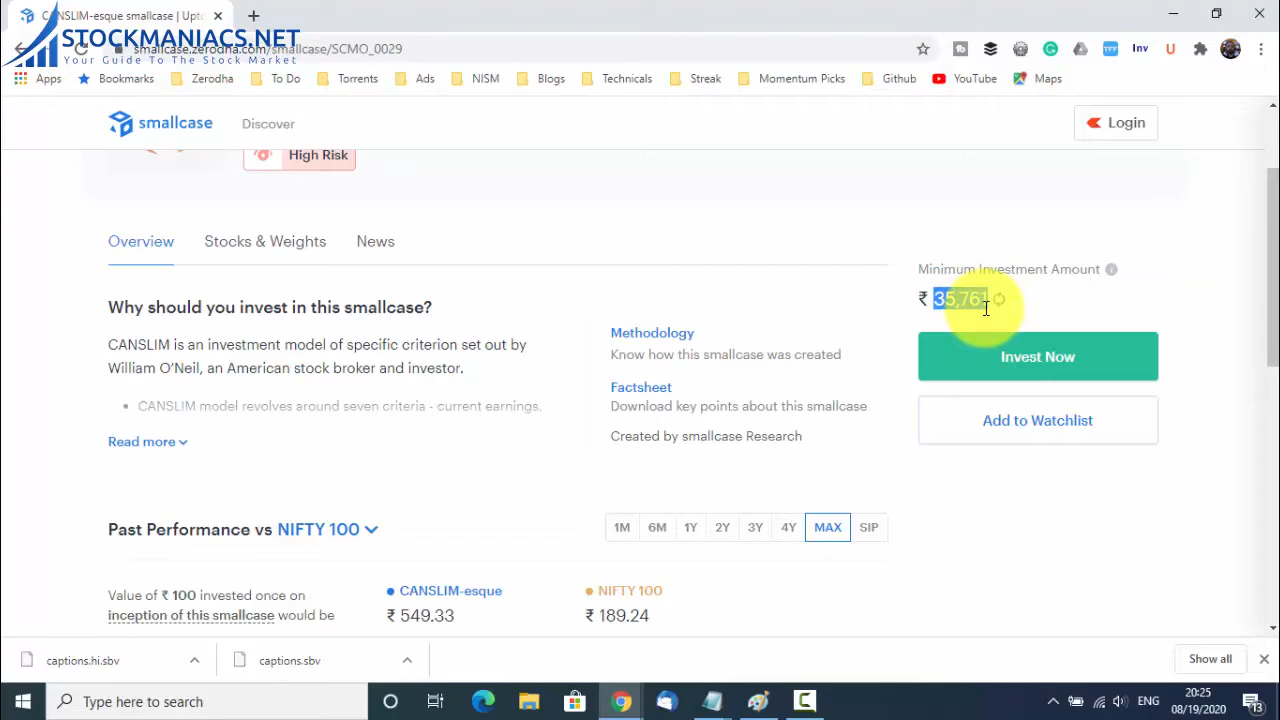 CANSLIM-esque smallcase | Upto
STOCKMANIACS.NET
Your Guide To The Stock Market
smallcase.zerodha.com/smallcase/SCMO_0029
Inv
Apps
Bookmarks
Zerodha
To Do
Torrents
Ads
NISM
Blogs
Technicals
Streak
Momentum Picks
Github
YouTube
Maps
smallcase
Discover
Login
High Risk
Overview
Stocks & Weights
News
Minimum Investment Amount
₹ 35,761
Why should you invest in this smallcase?
CANSLIM is an investment model of specific criterion set out by
William O'Neil, an American stock broker and investor.
• CANSLIM model revolves around seven criteria - current earnings,
Read more
Methodology
Know how this smallcase was created
Factsheet
Download key points about this smallcase
Created by smallcase Research
Invest Now
Add to Watchlist
Past Performance vs NIFTY 100
1M
6M
1Y
2Y
3Y
4Y
MAX
SIP
Value of ₹ 100 invested once on
inception of this smallcase would be
CANSLIM-esque
₹ 549.33
NIFTY 100
₹ 189.24
captions.hi.sbv
captions.sbv
Show all
Type here to search
ENG
20:25
08/19/2020
13